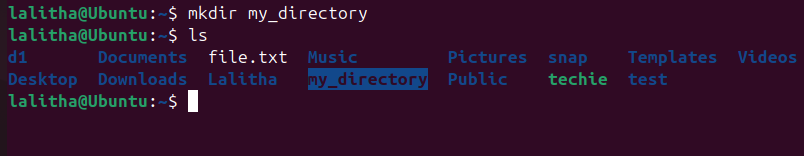 lalitha@Ubuntu:~$ mkdir my_directory
lalitha@Ubuntu:~$ ls
d1 Documents file.txt Music Pictures snap Templates Videos
Desktop Downloads Lalitha my_directory Public techie test
lalitha@Ubuntu:~$